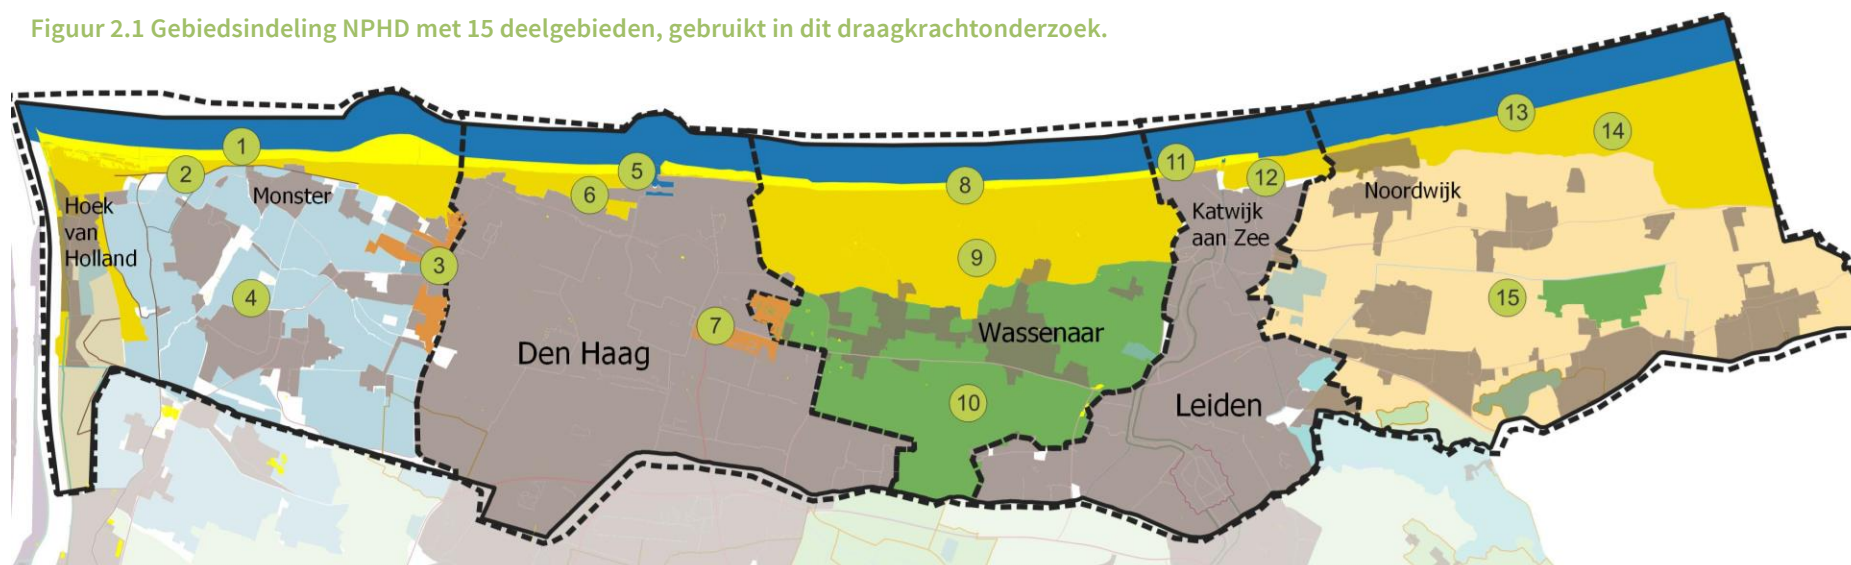 Figuur 2.1 Gebiedsindeling NPHD met 15 deelgebieden, gebruikt in dit draagkrachtonderzoek.
1
2
Monster
Hoek
van
Holland
3
4
5
6
7
Den Haag
8
9
Wassenaar
10
11
12
Katwijk
aan Zee
Leiden
13
14
Noordwijk
15